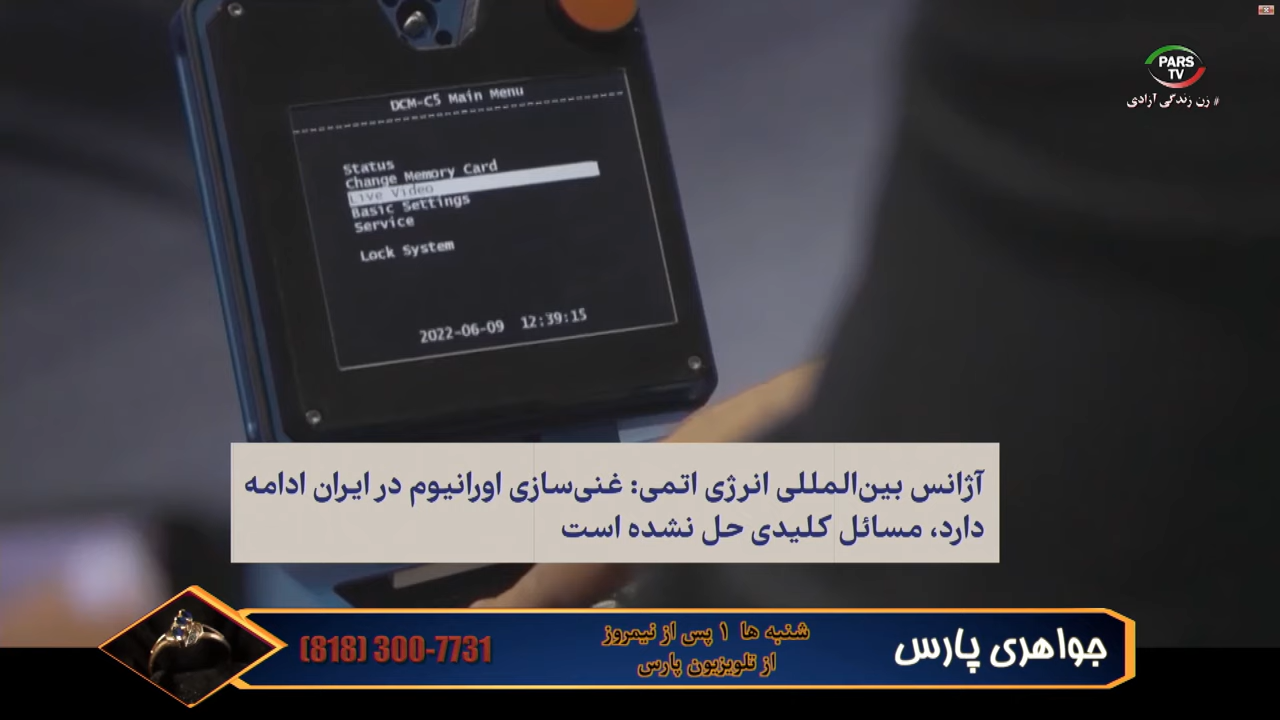 PARS
TV
# زن زندگی آزادی
DCM-C5 Main Menu
Status
Change Memory Card
Live Video
Basic Settings
Service
Lock System
2022-06-09 12:39:15
آژانس بین‌المللی انرژی اتمی: غنی‌سازی اورانیوم در ایران ادامه
دارد، مسائل کلیدی حل نشده است
جواهری پارس
شنبه ها ۱ پس از نیمروز
از تلویزیون پارس
(818) 300-7731